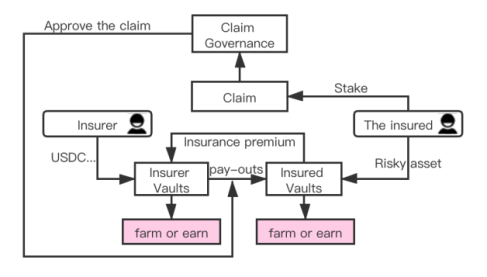 Approve the claim
Claim
Governance
Claim
Stake
Insurer
The insured
USDC...
Insurance premium
Risky asset
Insurer
Vaults
pay-outs
Insured
Vaults
farm or earn
farm or earn